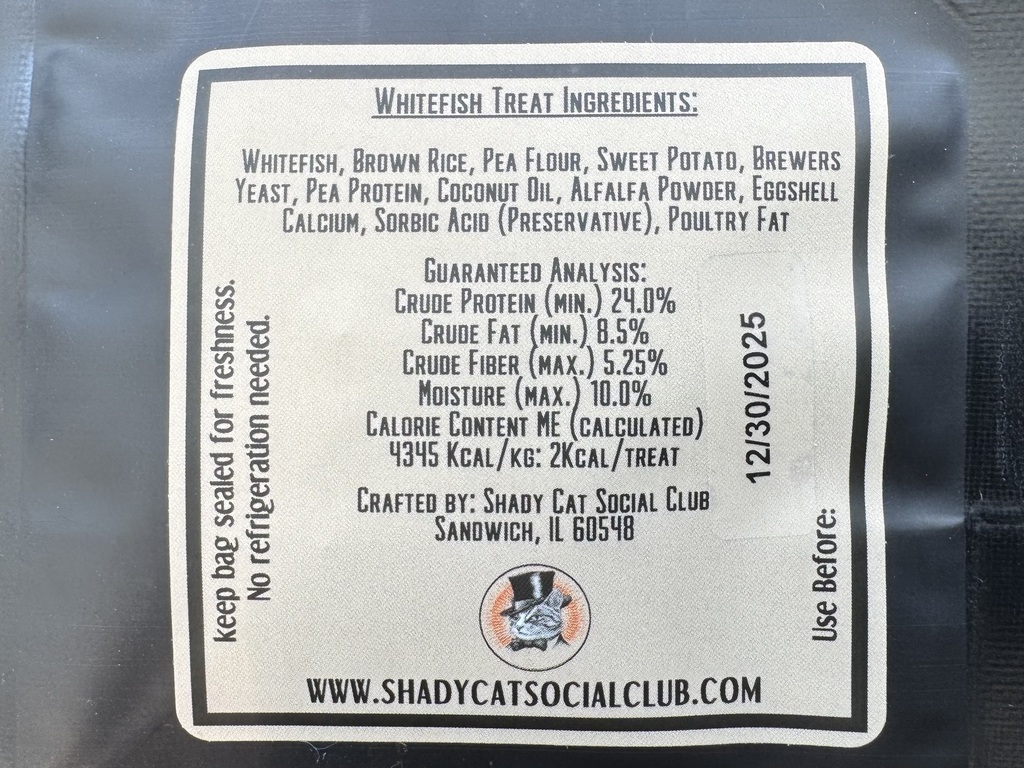 WHITEFISH TREAT INGREDIENTS:
WHITEFISH, BROWN RICE, PEA FLOUR, SWEET POTATO, BREWERS
YEAST, PEA PROTEIN, COCONUT OIL, ALFALFA POWDER, EGGSHELL
CALCIUM, SORBIC ACID (PRESERVATIVE), POULTRY FAT
GUARANTEED ANALYSIS:
CRUDE PROTEIN (MIN.) 24.0%
CRUDE FAT (MIN.) 8.5%
CRUDE FIBER (MAX.) 5.25%
MOISTURE (MAX.) 10.0%
CALORIE CONTENT ME (CALCULATED)
4345 KCAL/KG: 2KCAL/TREAT
CRAFTED BY: SHADY CAT SOCIAL CLUB
SANDWICH, IL 60548
WWW.SHADYCATSOCIALCLUB.COM
keep bag sealed for freshness.
No refrigeration needed.
12/30/2025
Use Before: